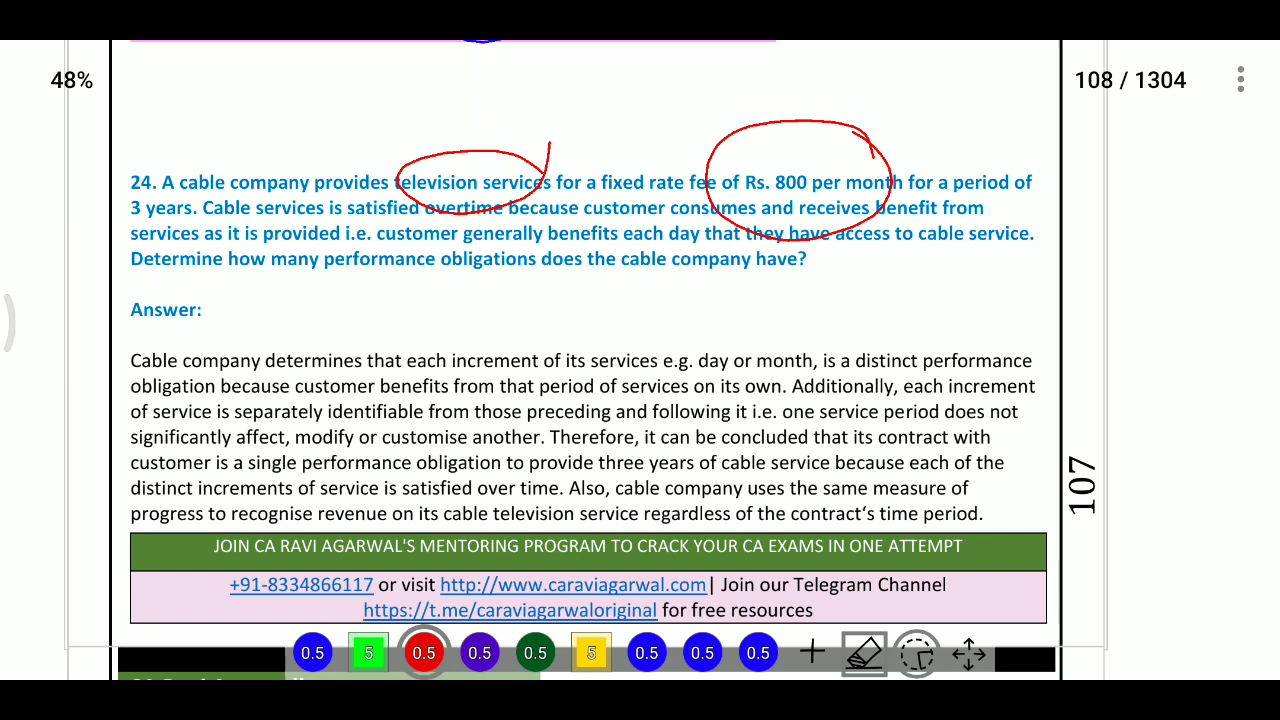 48%
108 / 1304
24. A cable company provides television services for a fixed rate fee of Rs. 800 per month for a period of
3 years. Cable services is satisfied overtime because customer consumes and receives benefit from
services as it is provided i.e. customer generally benefits each day that they have access to cable service.
Determine how many performance obligations does the cable company have?
Answer:
Cable company determines that each increment of its services e.g. day or month, is a distinct performance
obligation because customer benefits from that period of services on its own. Additionally, each increment
of service is separately identifiable from those preceding and following it i.e. one service period does not
significantly affect, modify or customise another. Therefore, it can be concluded that its contract with
customer is a single performance obligation to provide three years of cable service because each of the
distinct increments of service is satisfied over time. Also, cable company uses the same measure of
progress to recognise revenue on its cable television service regardless of the contract‘s time period.
107
JOIN CA RAVI AGARWAL'S MENTORING PROGRAM TO CRACK YOUR CA EXAMS IN ONE ATTEMPT
+91-8334866117 or visit http://www.caraviagarwal.com| Join our Telegram Channel
https://t.me/caraviagarwaloriginal for free resources
0.5 5 0.5 0.5 0.5 5 0.5 0.5 0.5